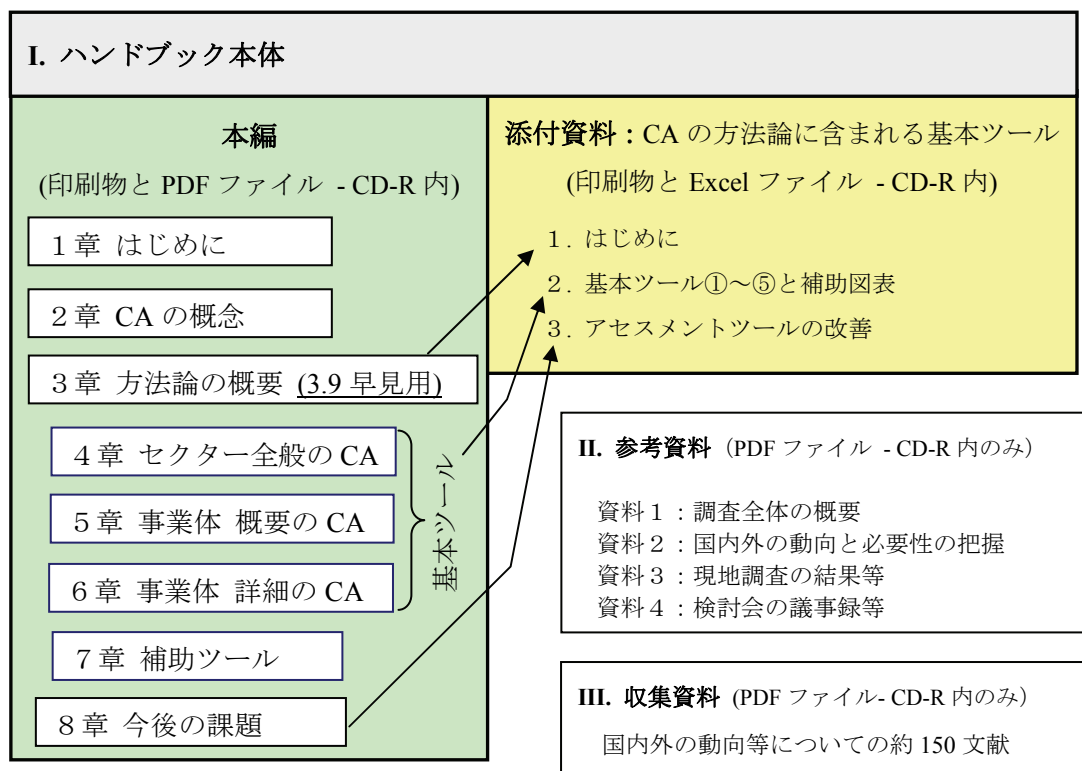 I. ハンドブック本体
本編
(印刷物と PDF ファイル - CD-R 内)
１章 はじめに
２章 CA の概念
３章 方法論の概要 (3.9 早見用)
４章 セクター全般の CA
５章 事業体 概要の CA
６章 事業体 詳細の CA
基本ツール
７章 補助ツール
８章 今後の課題
添付資料：CA の方法論に含まれる基本ツール
(印刷物と Excel ファイル - CD-R 内)
１. はじめに
２. 基本ツール①～⑤と補助図表
３. アセスメントツールの改善
II. 参考資料（PDF ファイル - CD-R 内のみ）
資料１：調査全体の概要
資料２：国内外の動向と必要性の把握
資料３：現地調査の結果等
資料４：検討会の議事録等
III. 収集資料 (PDF ファイル- CD-R 内のみ）
国内外の動向等についての約 150 文献